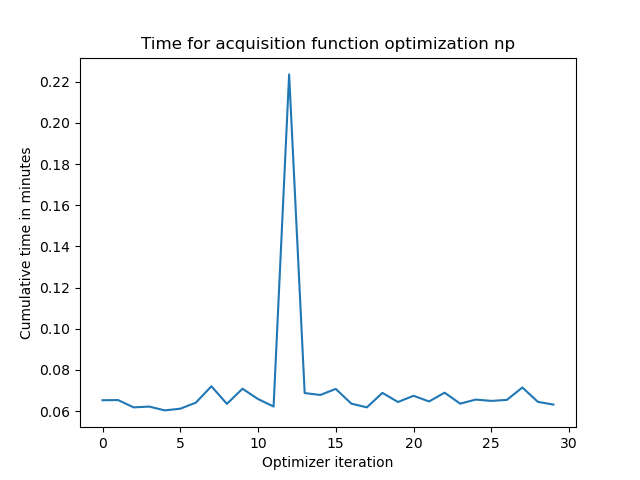 Time for acquisition function optimization np
Cumulative time in minutes
0.22
0.20
0.18
0.16
0.14
0.12
0.10
0.08
0.06
0 5 10 15 20 25 30
Optimizer iteration